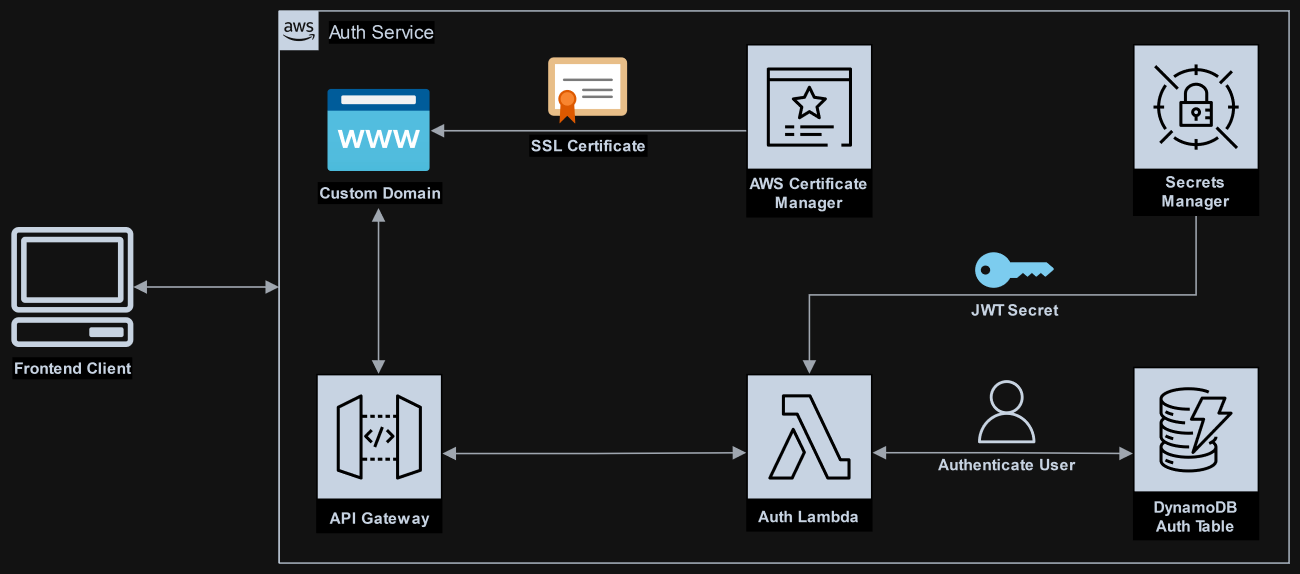 aws
Auth Service
WWW
Custom Domain
SSL Certificate
AWS Certificate
Manager
Secrets
Manager
JWT Secret
Frontend Client
</>
API Gateway
Auth Lambda
Authenticate User
DynamoDB
Auth Table